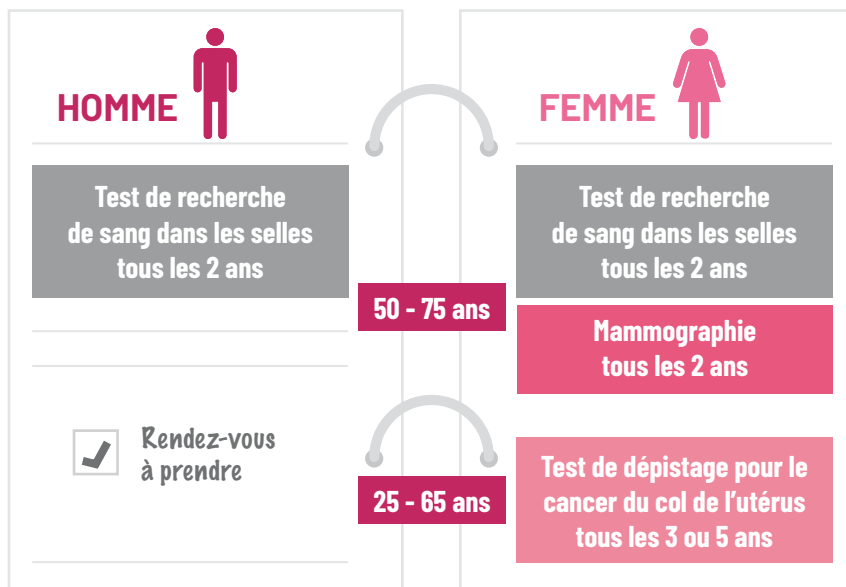 HOMME
Test de recherche
de sang dans les selles
tous les 2 ans
Rendez-vous
à prendre
50 - 75 ans
25 - 65 ans
FEMME
Test de recherche
de sang dans les selles
tous les 2 ans
Mammographie
tous les 2 ans
Test de dépistage pour le
cancer du col de l’utérus
tous les 3 ou 5 ans